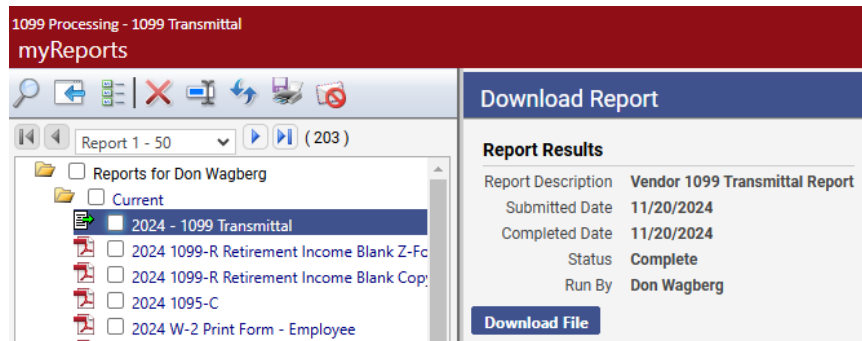 1099 Processing - 1099 Transmittal
myReports
Report 1 - 50
( 203 )
Reports for Don Wagberg
Current
2024 - 1099 Transmittal
2024 1099-R Retirement Income Blank Z-Fo
2024 1099-R Retirement Income Blank Copy
2024 1095-C
2024 W-2 Print Form - Employee
Download Report
Report Results
Report Description Vendor 1099 Transmittal Report
Submitted Date 11/20/2024
Completed Date 11/20/2024
Status Complete
Run By Don Wagberg
Download File